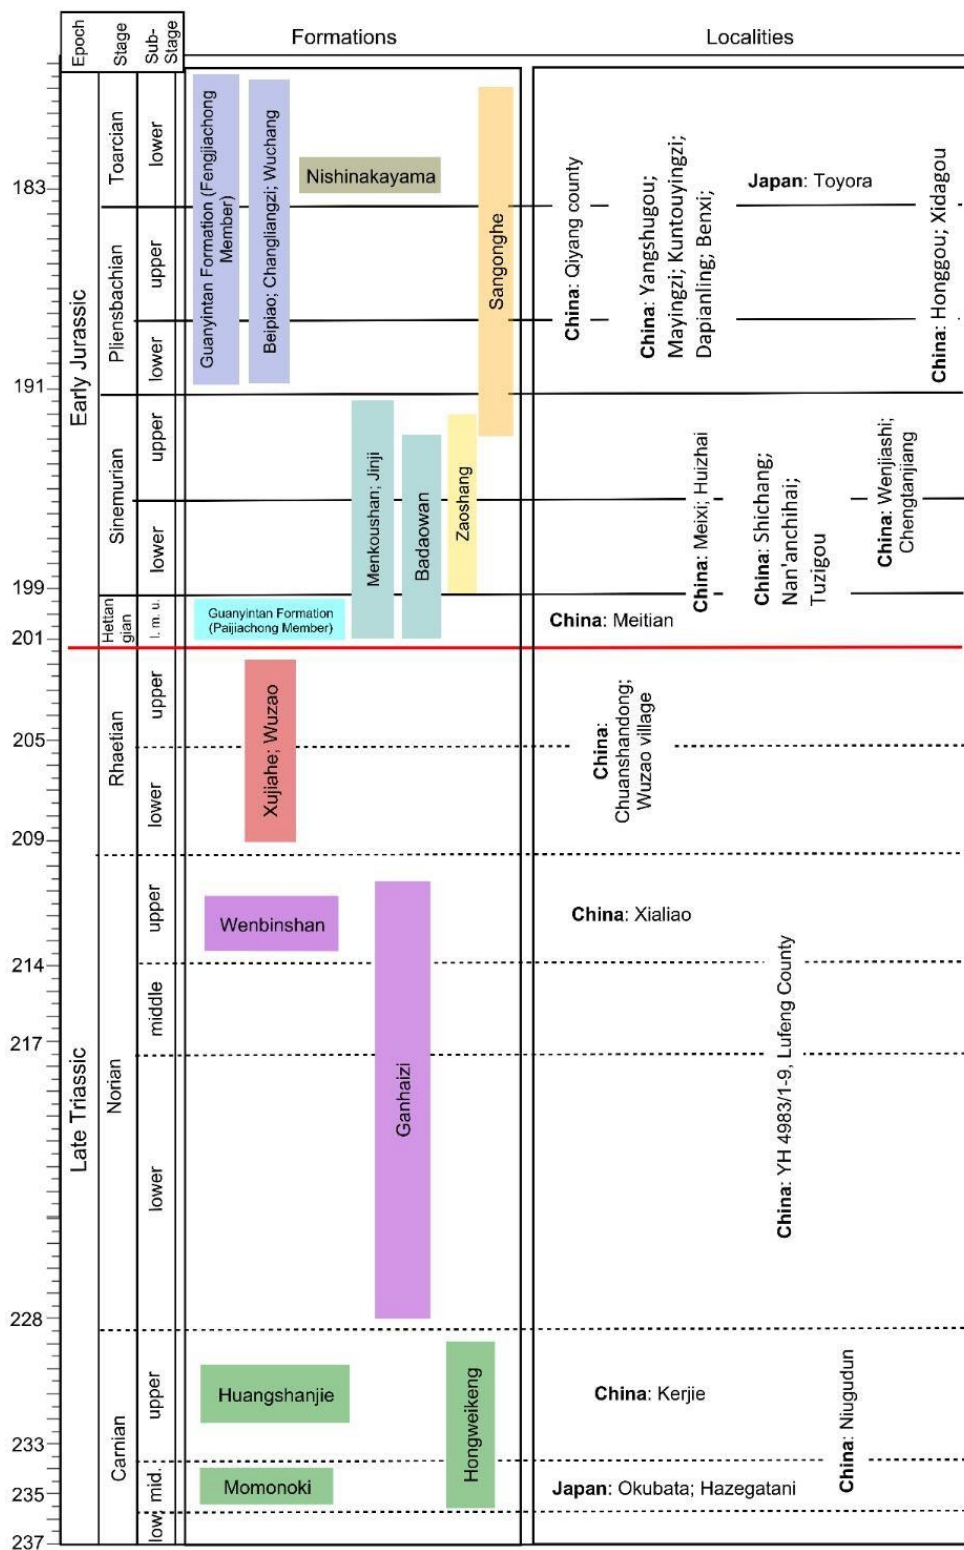 Epoch
Stage
Sub-
Stage
Formations
Localities
183
191
199
201
205
209
214
217
228
233
235
237
Early Jurassic
Late Triassic
Toarcian
Pliensbachian
Sinemurian
Hettan
gian
Rhaetian
Norian
Carnian
lower
upper
lower
upper
lower
l. m. u.
upper
lower
upper
middle
lower
upper
mid.
low
Guanyintan Formation (Fengjiachong
Member)
Beipiao; Changliangzi; Wuchang
Nishinakayama
Sangonghe
Menkoushan; Jinji
Badaowan
Zaoshang
Guanyintan Formation
(Paijiachong Member)
Xujiahe; Wuzao
Wenbinshan
Ganhaizi
Huangshanjie
Hongweikeng
Momonoki
China: Qiyang county
China: Yangshugou;
Mayingzi; Kuntouyingzi;
Dapianling; Benxi;
Japan: Toyora
China: Honggou; Xidagou
China: Meixi; Huizhai
China: Shichang;
Nan'anchihai;
Tuzigou
China: Wenjiashi;
Chengtanjiang
China: Meitian
China:
Chuanshandong;
Wuzao village
China: Xialiao
China: YH 4983/1-9, Lufeng County
China: Kerjie
China: Niugudun
Japan: Okubata; Hazegatani